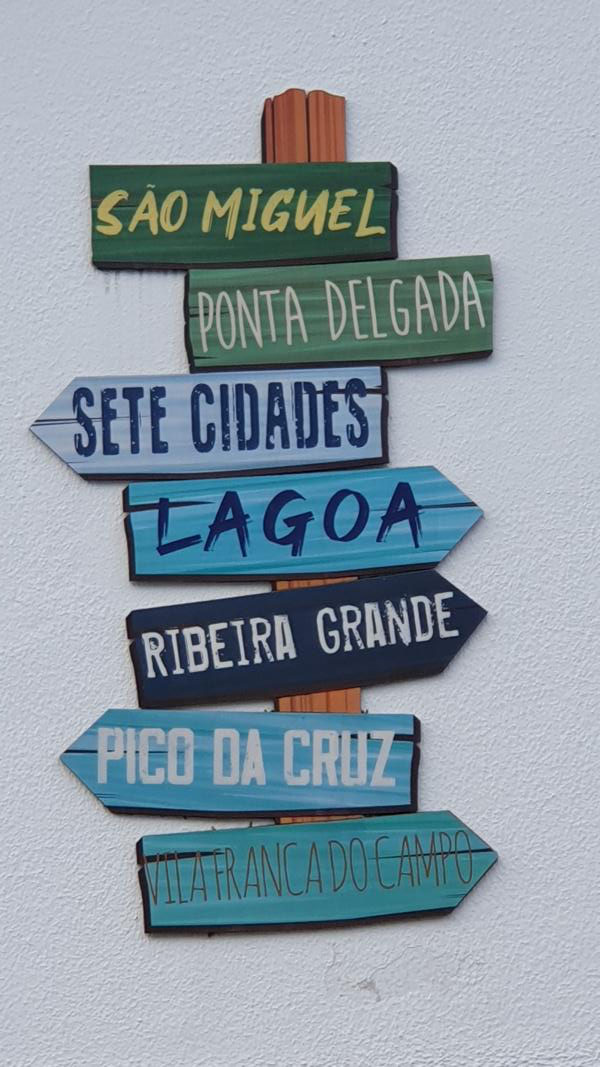 SÃO MIGUEL
PONTA DELGADA
SETE CIDADES
LAGOA
RIBEIRA GRANDE
PICO DA CRUZ
VILA FRANCA DO CAMPO